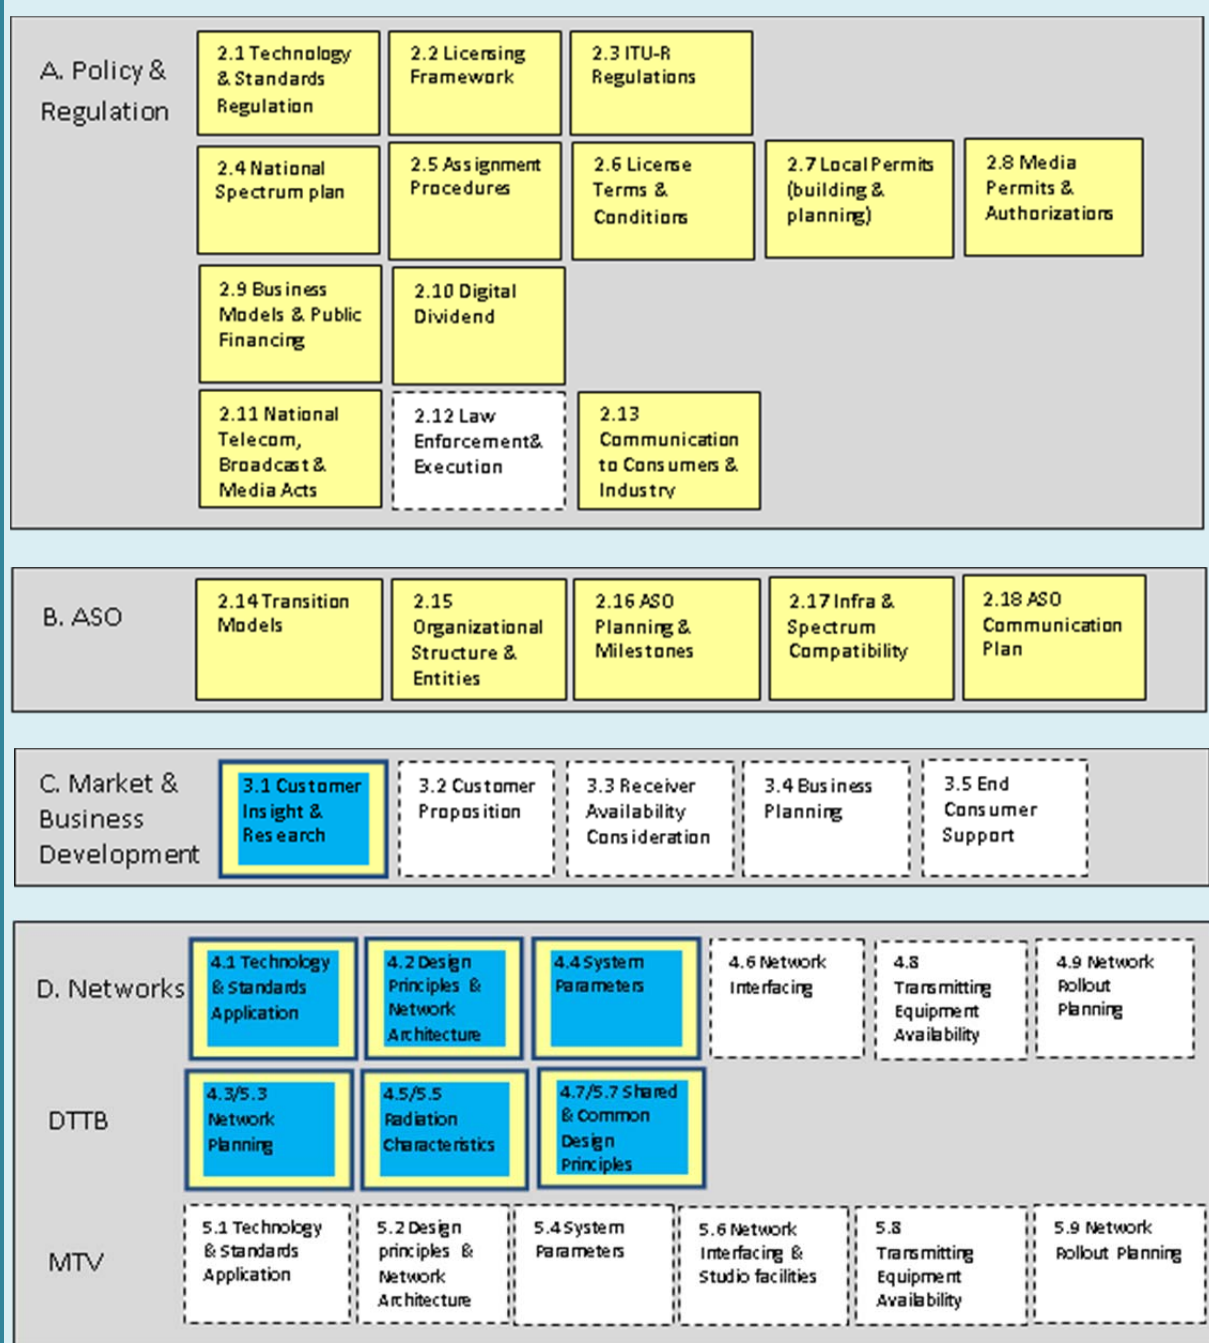 A. Policy &
Regulation
2.1 Technology
& Standards
Regulation
2.2 Licensing
Framework
2.3 ITU-R
Regulations
2.4 National
Spectrum plan
2.5 Assignment
Procedures
2.6 License
Terms &
Conditions
2.7 Local Permits
(building &
planning)
2.8 Media
Permits &
Authorizations
2.9 Business
Models & Public
Financing
2.10 Digital
Dividend
2.11 National
Telecom,
Broadcast &
Media Acts
2.12 Law
Enforcement&
Execution
2.13
Communication
to Consumers &
Industry
B. ASO
2.14 Transition
Models
2.15
Organizational
Structure &
Entities
2.16 ASO
Planning &
Milestones
2.17 Infra &
Spectrum
Compatibility
2.18 ASO
Communication
Plan
C. Market &
Business
Development
3.1 Customer
Insight &
Research
3.2 Customer
Proposition
3.3 Receiver
Availability
Consideration
3.4 Business
Planning
3.5 End
Consumer
Support
D. Networks
4.1 Technology
& Standards
Application
4.2 Design
Principles &
Network
Architecture
4.4 System
Parameters
4.6 Network
Interfacing
4.8
Transmitting
Equipment
Availability
4.9 Network
Rollout
Planning
DTTB
4.3/5.3
Network
Planning
4.5/5.5
Radiation
Characteristics
4.7/5.7 Shared
& Common
Design
Principles
MTV
5.1 Technology
& Standards
Application
5.2 Design
principles &
Network
Architecture
5.4 System
Parameters
5.6 Network
Interfacing &
Studio facilities
5.8
Transmitting
Equipment
Availability
5.9 Network
Rollout Planning